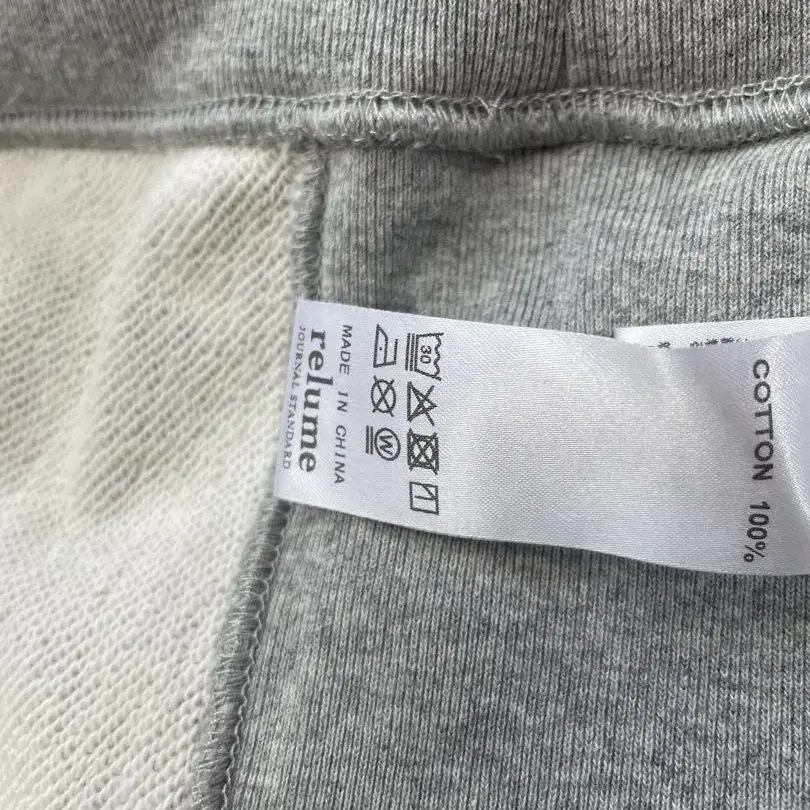 30
W
MADE IN CHINA
relume
JOURNAL STANDARD
COTTON 100%